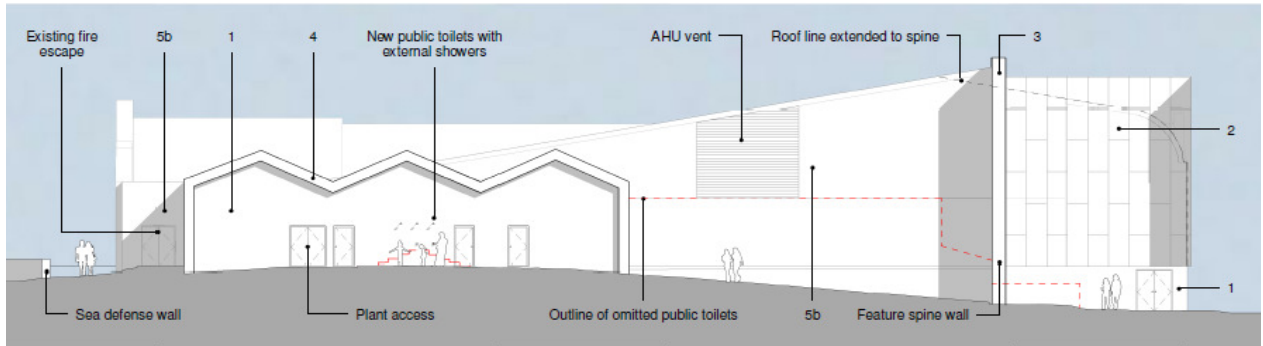 Existing fire
escape
5b
1
4
New public toilets with
external showers
AHU vent
Roof line extended to spine
3
2
Sea defense wall
Plant access
Outline of omitted public toilets
5b
Feature spine wall
1